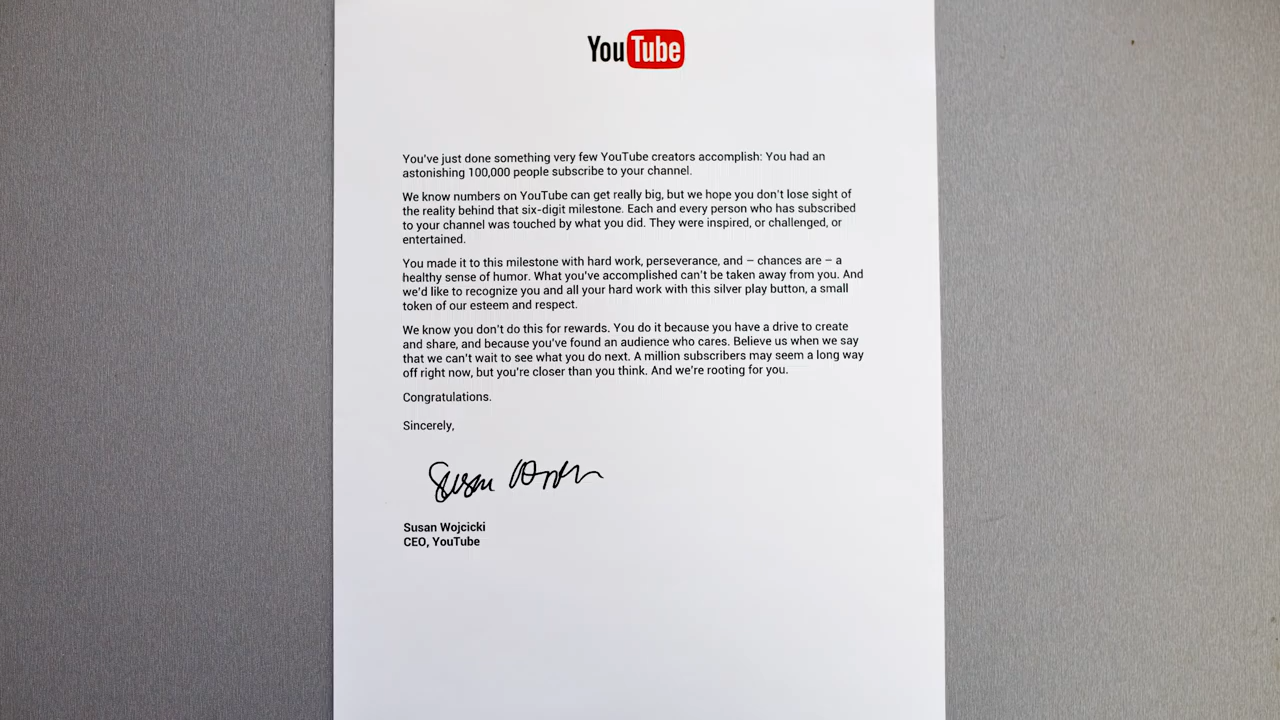 YouTube
You've just done something very few YouTube creators accomplish: You had an
astonishing 100,000 people subscribe to your channel.
We know numbers on YouTube can get really big, but we hope you don't lose sight of
the reality behind that six-digit milestone. Each and every person who has subscribed
to your channel was touched by what you did. They were inspired, or challenged, or
entertained.
You made it to this milestone with hard work, perseverance, and – chances are – a
healthy sense of humor. What you've accomplished can't be taken away from you. And
we'd like to recognize you and all your hard work with this silver play button, a small
token of our esteem and respect.
We know you don't do this for rewards. You do it because you have a drive to create
and share, and because you've found an audience who cares. Believe us when we say
that we can't wait to see what you do next. A million subscribers may seem a long way
off right now, but you're closer than you think. And we're rooting for you.
Congratulations.
Sincerely,
Susan
Susan Wojcicki
CEO, YouTube